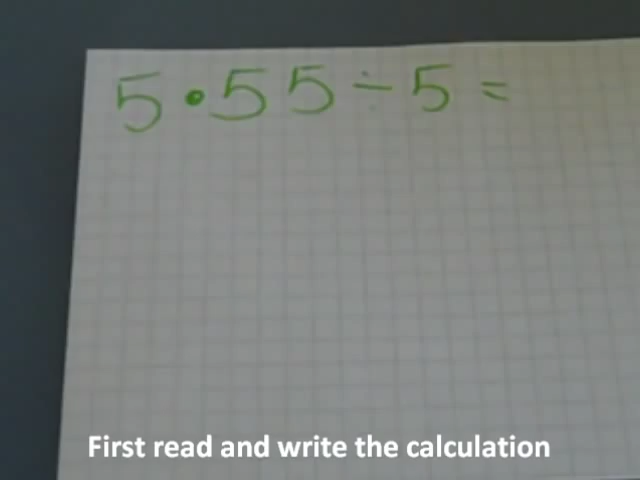 5•55÷5=
First read and write the calculation